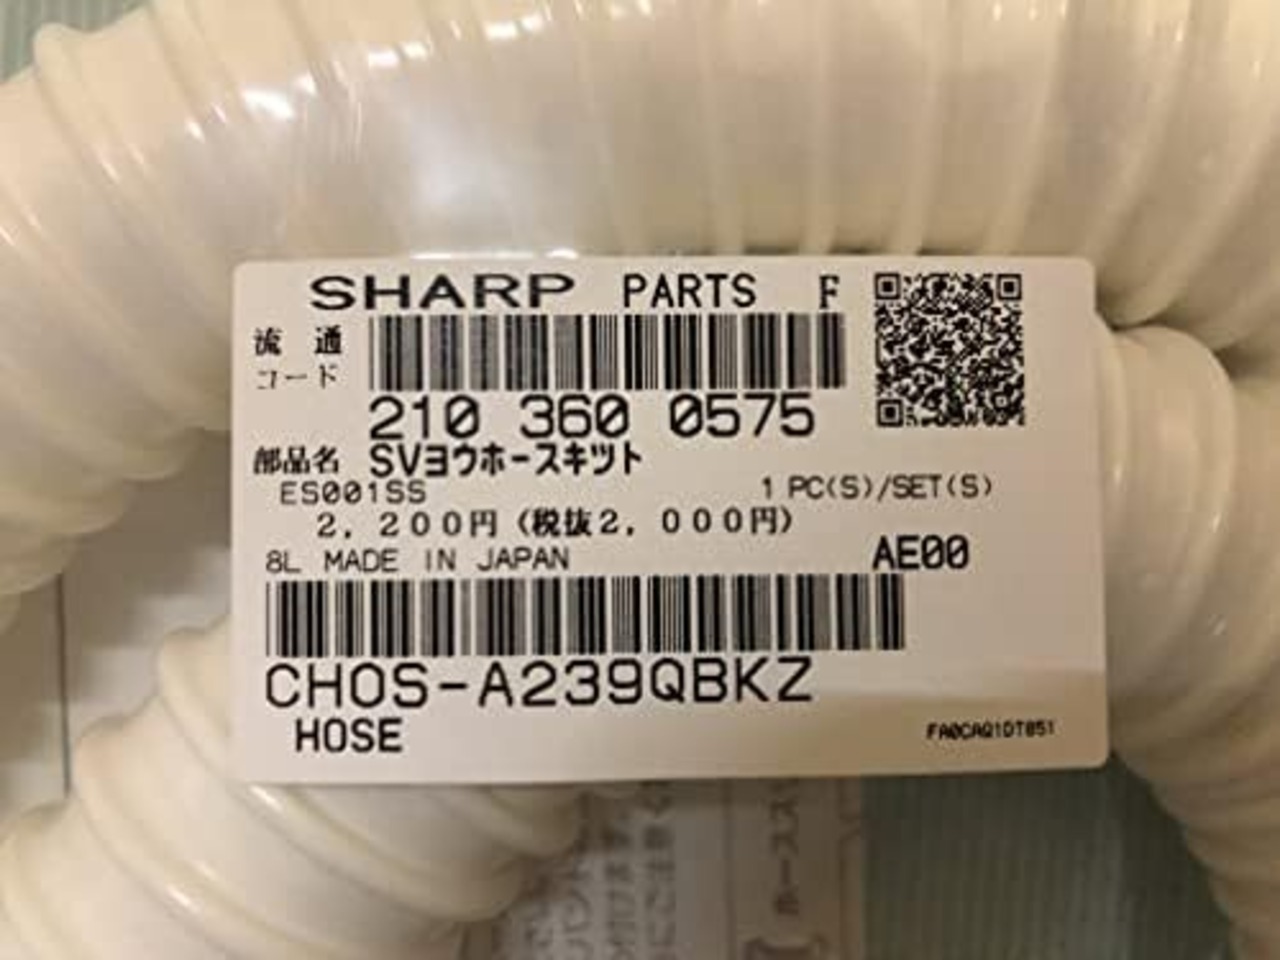 SHARP PARTS F
流通
コード
210 360 0575
部品名 SVヨウホースキツト
ES001SS 1 PC(S)/SET(S)
2,200円(税抜2,000円)
8L MADE IN JAPAN AE00
CHOS-A239QBKZ
HOSE FA0CAQ1DT851